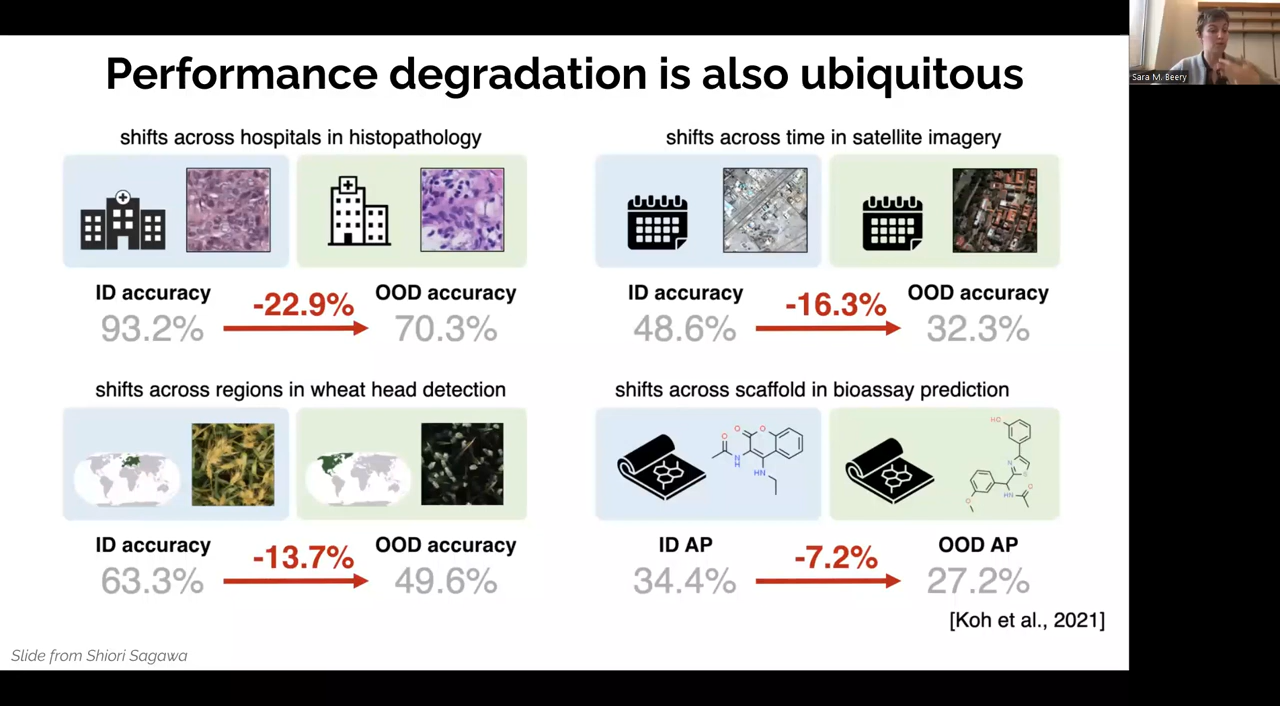 Performance degradation is also ubiquitous
Sara M. Beery
shifts across hospitals in histopathology
ID accuracy
93.2%
-22.9%
OOD accuracy
70.3%
shifts across time in satellite imagery
ID accuracy
48.6%
-16.3%
OOD accuracy
32.3%
shifts across regions in wheat head detection
ID accuracy
63.3%
-13.7%
OOD accuracy
49.6%
shifts across scaffold in bioassay prediction
O
O
O
N
H
HN
HO
N
S
O
HN
O
ID AP
34.4%
-7.2%
OOD AP
27.2%
[Koh et al., 2021]
Slide from Shiori Sagawa